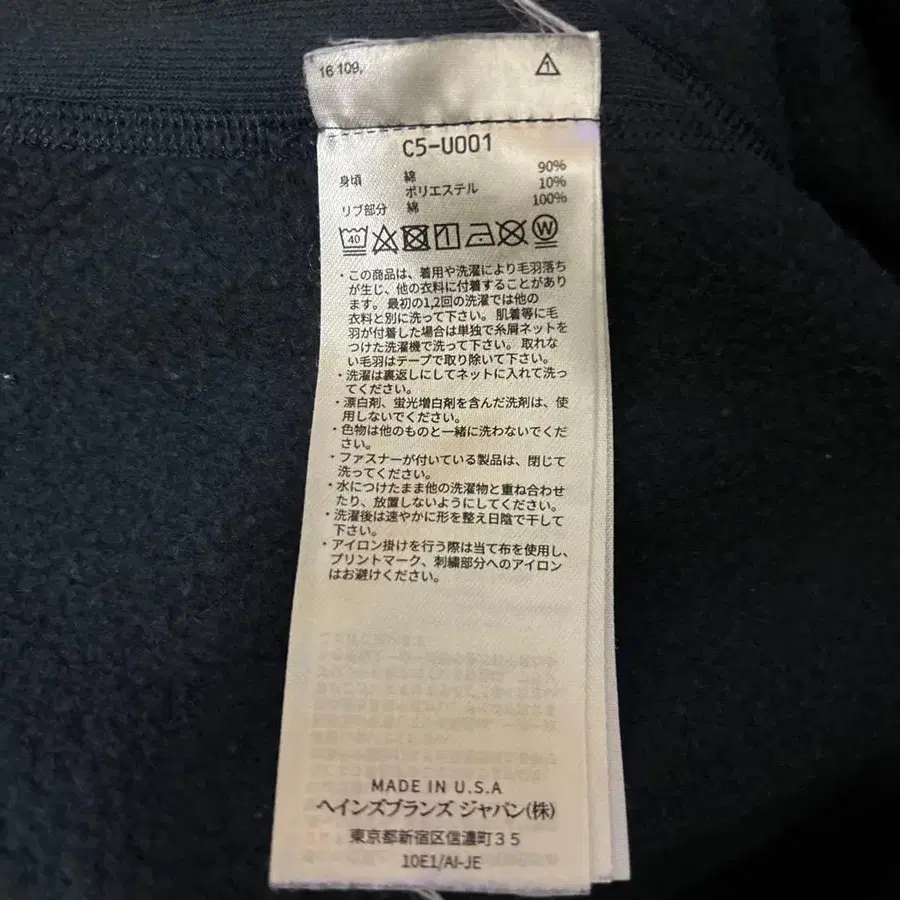 16 109,
1
C5-U001
身頃 綿 90%
ポリエステル 10%
リブ部分 綿 100%
40 W
・この商品は、着用や洗濯により毛羽落ち
が生じ、他の衣料に付着することがあり
ます。最初の1,2回の洗濯では他の
衣料と別に洗って下さい。肌着等に毛
羽が付着した場合は単独で糸屑ネットを
つけた洗濯機で洗って下さい。取れな
い毛羽はテープで取り除いて下さい。
・洗濯は裏返しにしてネットに入れて洗っ
てください。
・漂白剤、蛍光増白剤を含んだ洗剤は、使
用しないでください。
・色物は他のものと一緒に洗わないでくだ
さい。
・ファスナーが付いている製品は、閉じて
洗ってください。
・水につけたまま他の洗濯物と重ね合わせ
たり、放置しないようにしてください。
・洗濯後は速やかに形を整え日陰で干して
下さい。
・アイロン掛けを行う際は当て布を使用し、
プリントマーク、刺繍部分へのアイロン
はお避けください。
MADE IN U.S.A
ヘインズブランズ ジャパン(株)
東京都新宿区信濃町35
10E1/AI-JE